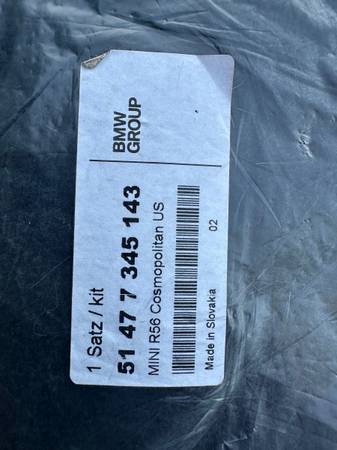 BMW
GROUP
1 Satz / kit
51 47 7 345 143
MINI R56 Cosmopolitan US
Made in Slovakia 02